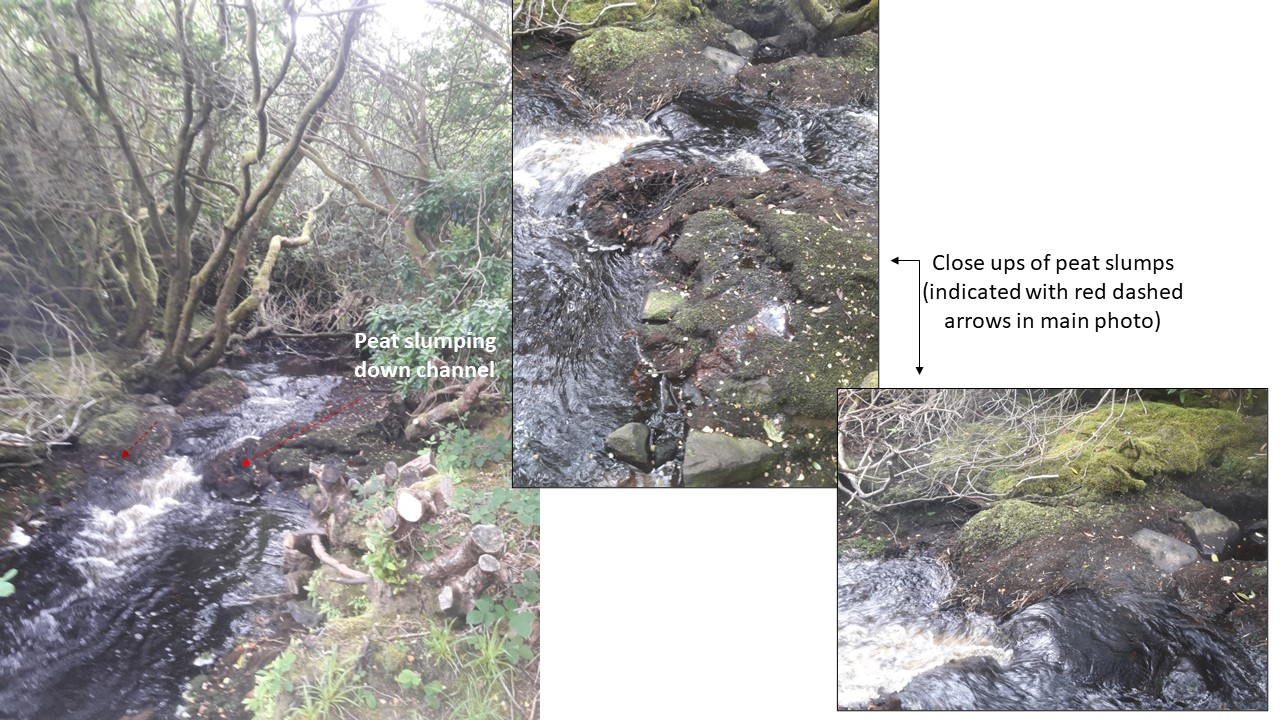 Peat slumping
down channel
Close ups of peat slumps
(indicated with red dashed
arrows in main photo)